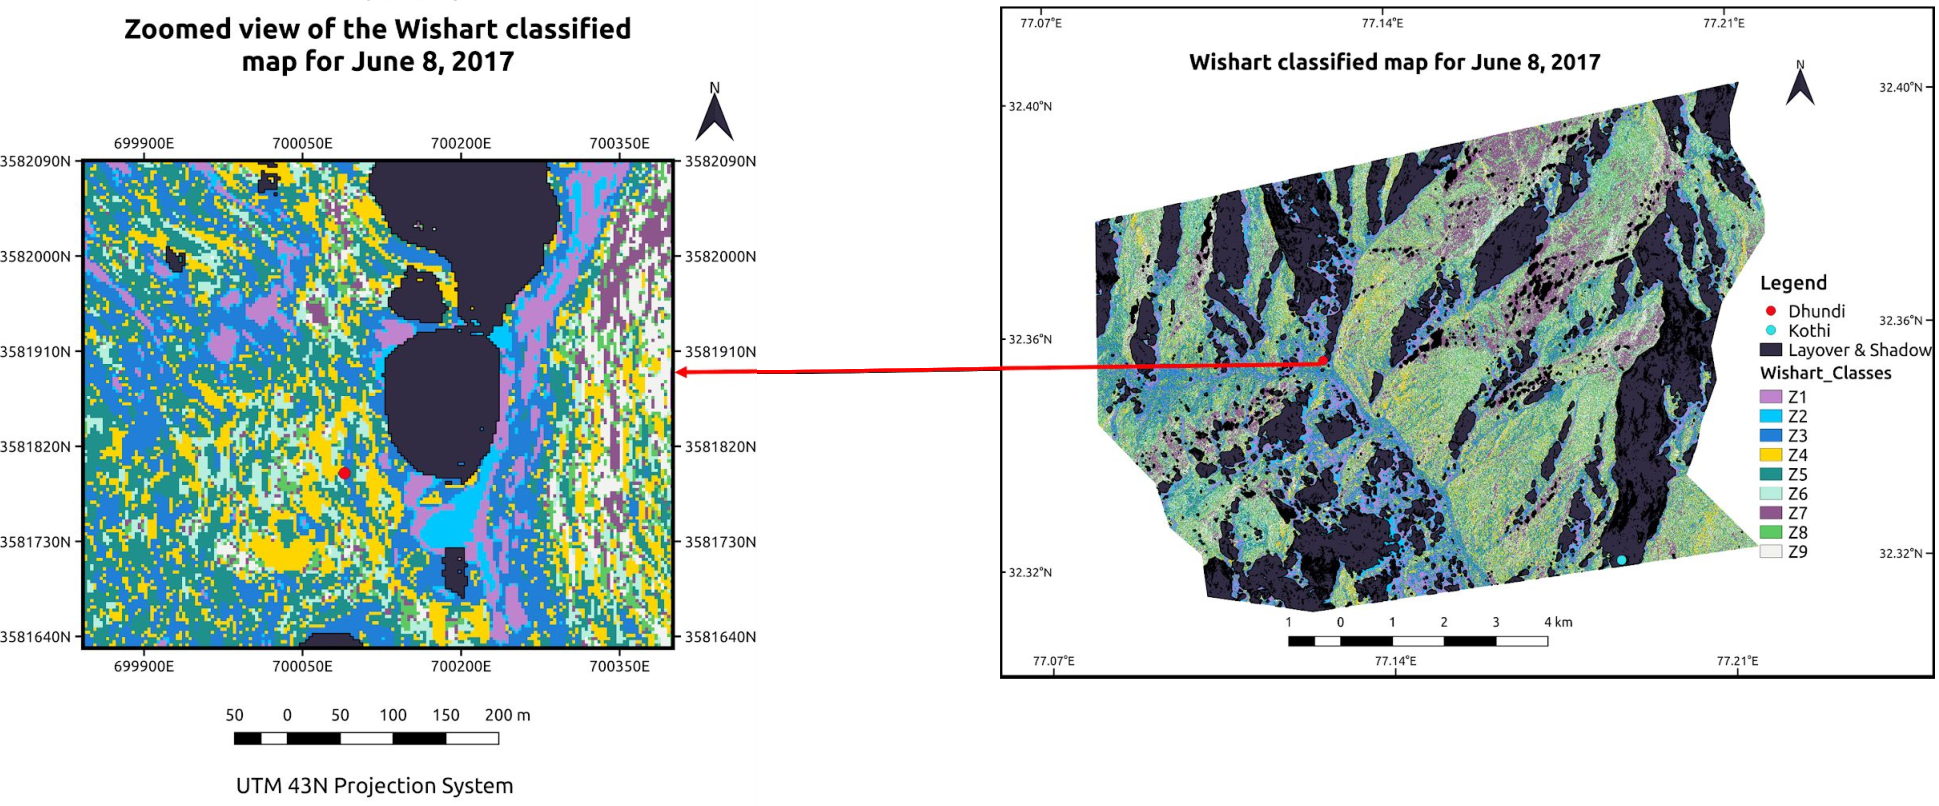 Zoomed view of the Wishart classified
map for June 8, 2017
N
699900E 700050E 700200E 700350E
3582090N 3582090N
3582000N 3582000N
3581910N 3581910N
3581820N 3581820N
3581730N 3581730N
3581640N 3581640N
699900E 700050E 700200E 700350E
50 0 50 100 150 200 m
UTM 43N Projection System
77.07°E 77.14°E 77.21°E
Wishart classified map for June 8, 2017
N
32.40°N 32.40°N
32.36°N 32.36°N
32.32°N 32.32°N
Legend
Dhundi
Kothi
Layover & Shadow
Wishart_Classes
Z1
Z2
Z3
Z4
Z5
Z6
Z7
Z8
Z9
1 0 1 2 3 4 km
77.07°E 77.14°E 77.21°E